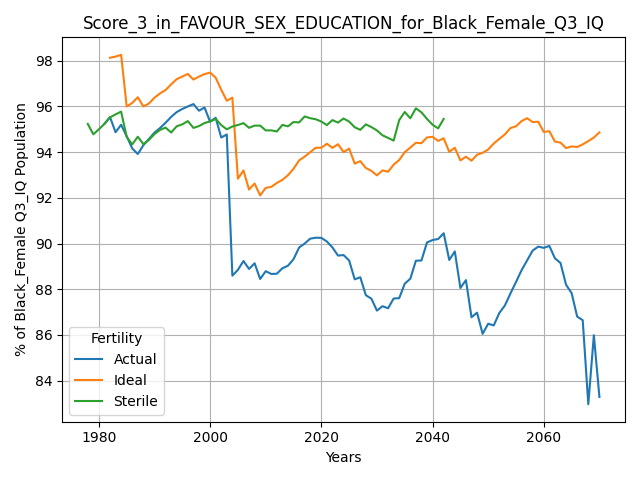 Score_3_in_FAVOUR_SEX_EDUCATION_for_Black_Female_Q3_IQ
% of Black_Female Q3_IQ Population
98
96
94
92
90
88
86
84
Fertility
Actual
Ideal
Sterile
1980
2000
2020
2040
2060
Years